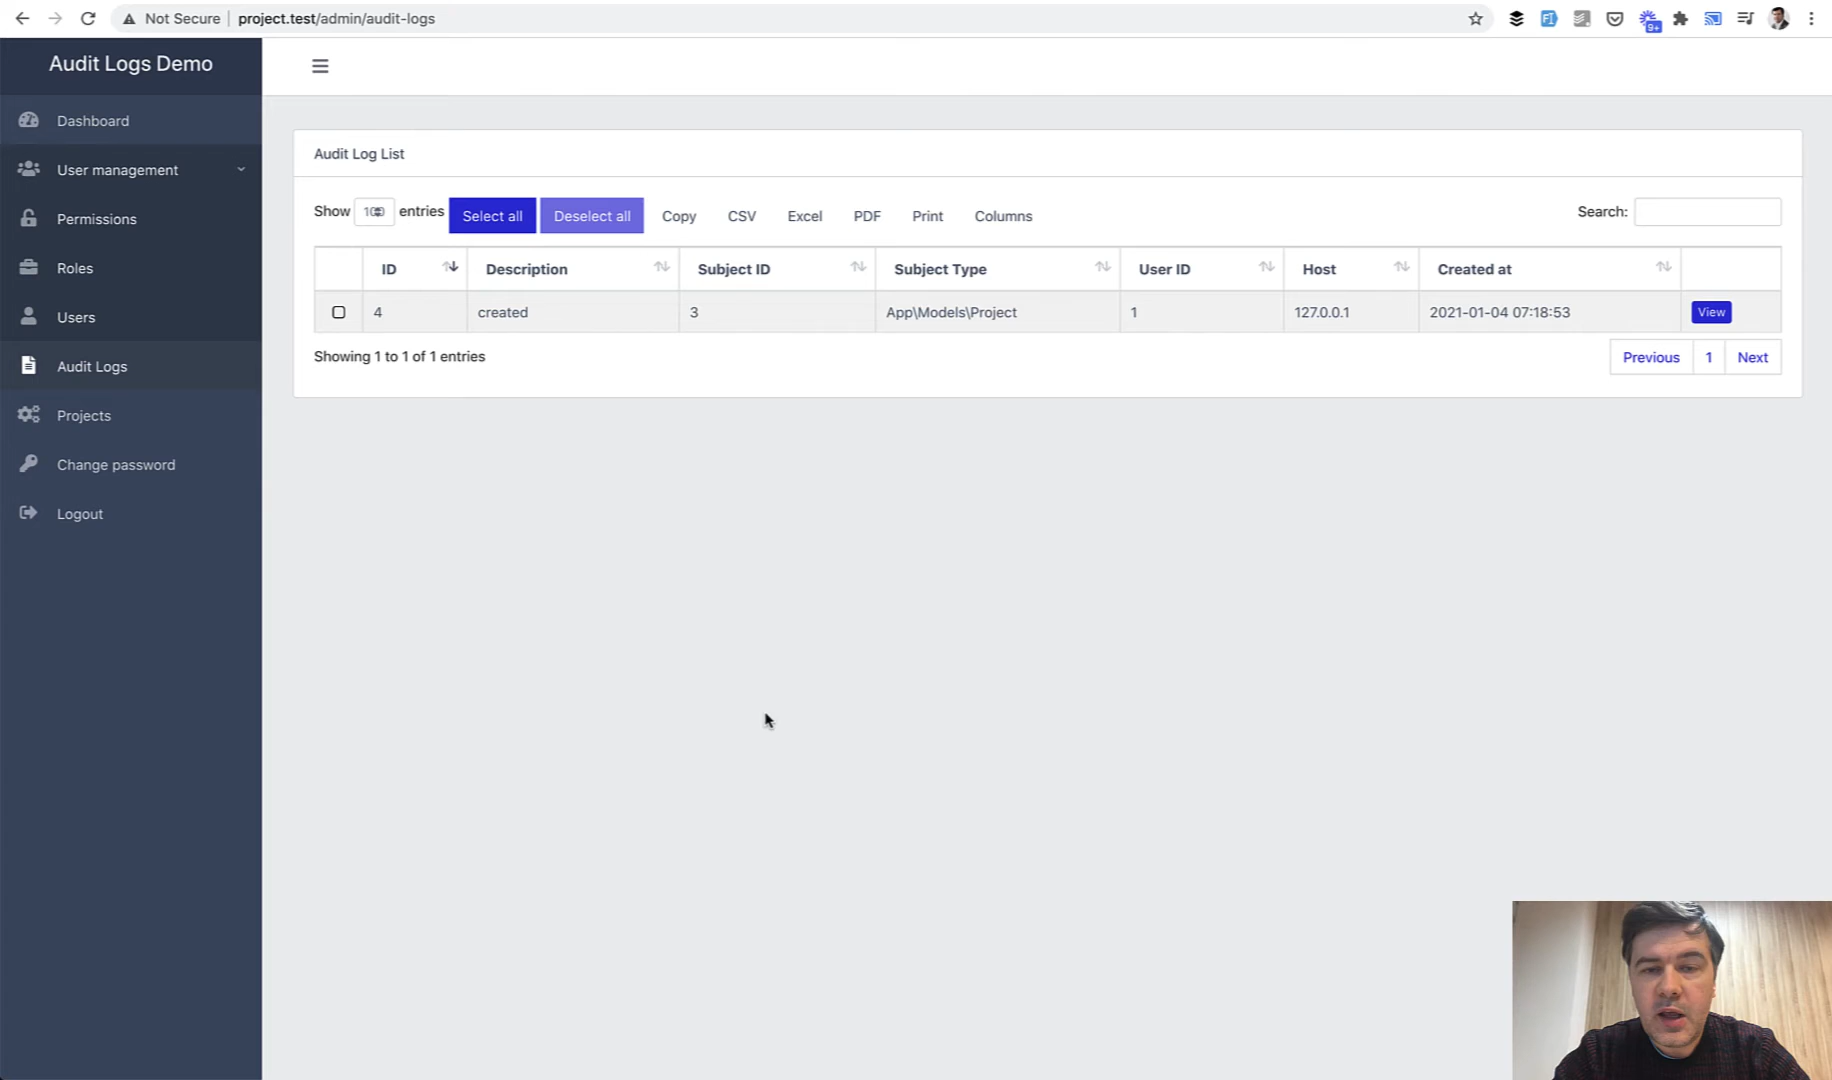 Not Secure project.test/admin/audit-logs
9+
Audit Logs Demo
Dashboard
User management
Permissions
Roles
Users
Audit Logs
Projects
Change password
Logout
Audit Log List
Show entries Select all Deselect all Copy CSV Excel PDF Print Columns Search:
ID Description Subject ID Subject Type User ID Host Created at
4 created 3 App\Models\Project 1 127.0.0.1 2021-01-04 07:18:53 View
Showing 1 to 1 of 1 entries Previous 1 Next